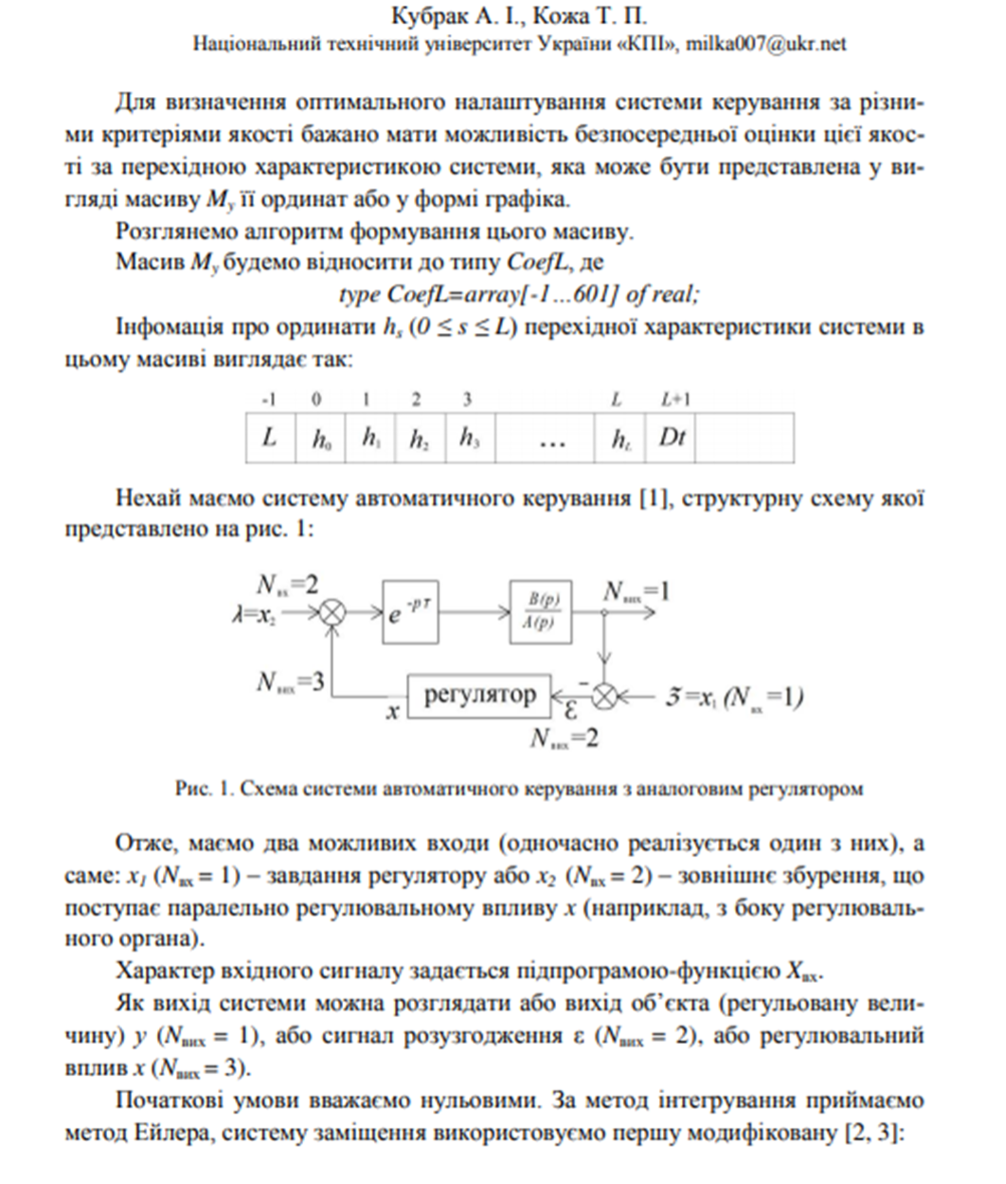 Кубрак А. І., Кожа Т. П.
Національний технічний університет України «КПІ», milka007@ukr.net
Для визначення оптимального налаштування системи керування за різни-
ми критеріями якості бажано мати можливість безпосередньої оцінки цієї якос-
ті за перехідною характеристикою системи, яка може бути представлена у ви-
гляді масиву Mу її ординат або у формі графіка.
Розглянемо алгоритм формування цього масиву.
Масив Mу будемо відносити до типу CoefL, де
type CoefL=array[-1...601] of real;
Інфомація про ординати hs (0 ≤ s ≤ L) перехідної характеристики системи в
цьому масиві виглядає так:
-1 0 1 2 3 L L+1
L h0 h1 h2 h3 ... hL Dt
Нехай маємо систему автоматичного керування [1], структурну схему якої
представлено на рис. 1:
Nвх=2
λ=x2
e^-pτ
B(p)
A(p)
Nвих=1
Nвих=3
x
регулятор
-
ε
З=x1 (Nвх=1)
Nвих=2
Рис. 1. Схема системи автоматичного керування з аналоговим регулятором
Отже, маємо два можливих входи (одночасно реалізується один з них), а
саме: x1 (Nвх = 1) – завдання регулятору або x2 (Nвх = 2) – зовнішнє збурення, що
поступає паралельно регулювальному впливу x (наприклад, з боку регулюваль-
ного органа).
Характер вхідного сигналу задається підпрограмою-функцією Xвх.
Як вихід системи можна розглядати або вихід об’єкта (регульовану вели-
чину) y (Nвих = 1), або сигнал розузгодження ε (Nвих = 2), або регулювальний
вплив x (Nвих = 3).
Початкові умови вважаємо нульовими. За метод інтегрування приймаємо
метод Ейлера, систему заміщення використовуємо першу модифіковану [2, 3]: